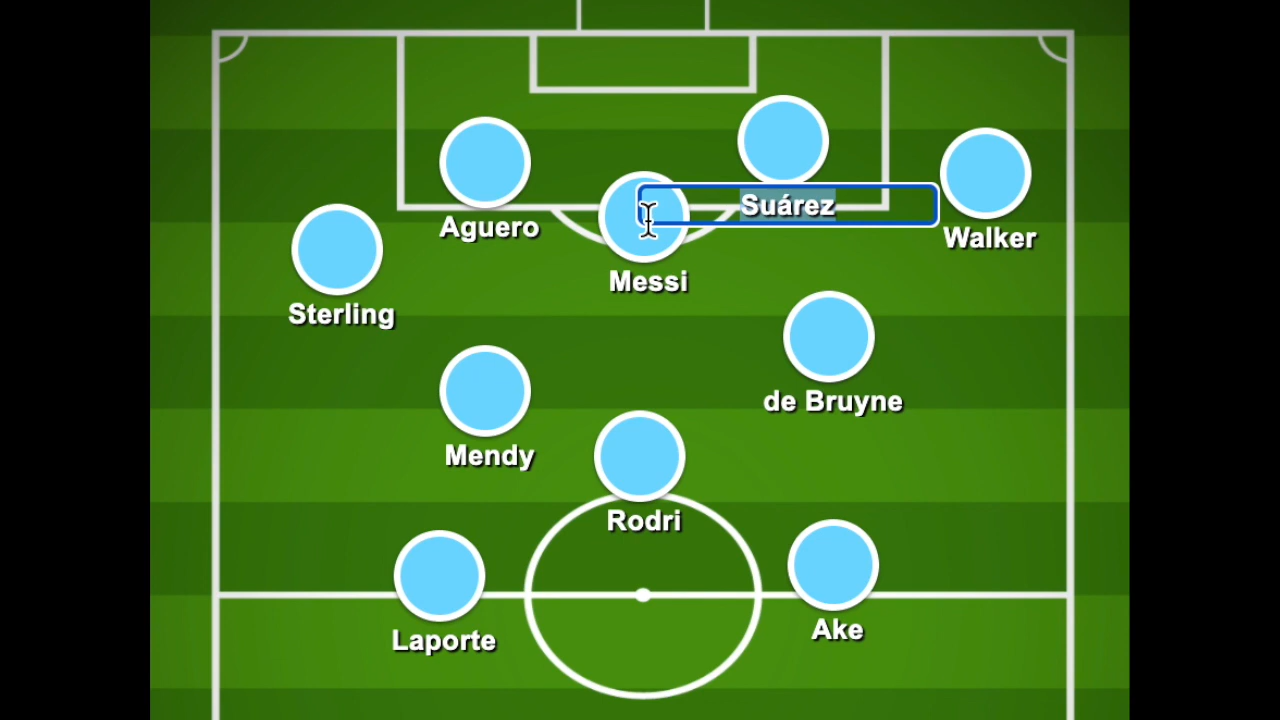 Suárez
Aguero
Walker
Messi
Sterling
de Bruyne
Mendy
Rodri
Ake
Laporte